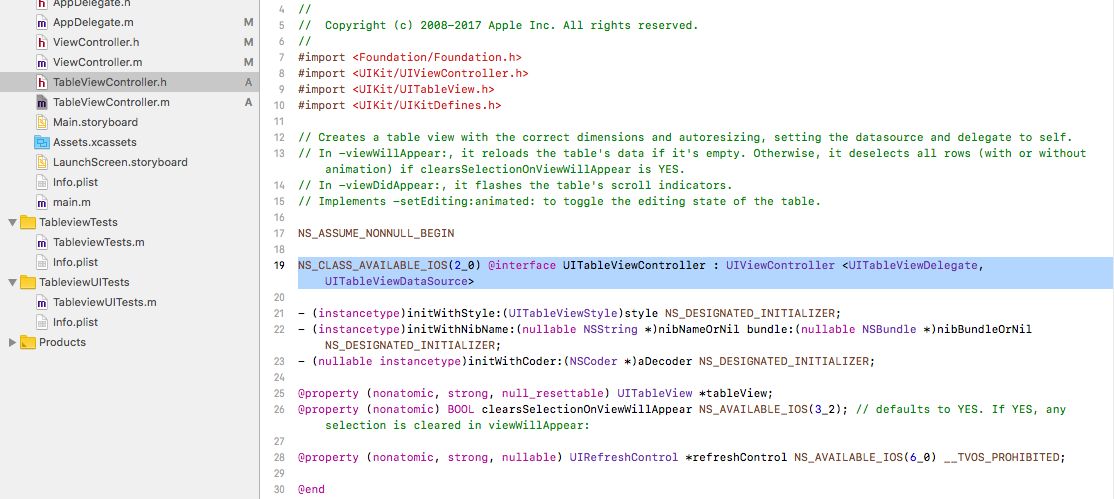 AppDelegate.h
AppDelegate.m M
ViewController.h M
ViewController.m M
TableViewController.h A
TableViewController.m A
Main.storyboard
Assets.xcassets
LaunchScreen.storyboard
Info.plist
main.m
TableviewTests
TableviewTests.m
Info.plist
TableviewUITests
TableviewUITests.m
Info.plist
Products
4 //
5 //  Copyright (c) 2008-2017 Apple Inc. All rights reserved.
6 //
7 #import <Foundation/Foundation.h>
8 #import <UIKit/UIViewController.h>
9 #import <UIKit/UITableView.h>
10 #import <UIKit/UIKitDefines.h>
11
12 // Creates a table view with the correct dimensions and autoresizing, setting the datasource and delegate to self.
13 // In -viewWillAppear:, it reloads the table's data if it's empty. Otherwise, it deselects all rows (with or without
animation) if clearsSelectionOnViewWillAppear is YES.
14 // In -viewDidAppear:, it flashes the table's scroll indicators.
15 // Implements -setEditing:animated: to toggle the editing state of the table.
16
17 NS_ASSUME_NONNULL_BEGIN
18
19 NS_CLASS_AVAILABLE_IOS(2_0) @interface UITableViewController : UIViewController <UITableViewDelegate,
UITableViewDataSource>
20
21 - (instancetype)initWithStyle:(UITableViewStyle)style NS_DESIGNATED_INITIALIZER;
22 - (instancetype)initWithNibName:(nullable NSString *)nibNameOrNil bundle:(nullable NSBundle *)nibBundleOrNil
NS_DESIGNATED_INITIALIZER;
23 - (nullable instancetype)initWithCoder:(NSCoder *)aDecoder NS_DESIGNATED_INITIALIZER;
24
25 @property (nonatomic, strong, null_resettable) UITableView *tableView;
26 @property (nonatomic) BOOL clearsSelectionOnViewWillAppear NS_AVAILABLE_IOS(3_2); // defaults to YES. If YES, any
selection is cleared in viewWillAppear:
27
28 @property (nonatomic, strong, nullable) UIRefreshControl *refreshControl NS_AVAILABLE_IOS(6_0) __TVOS_PROHIBITED;
29
30 @end